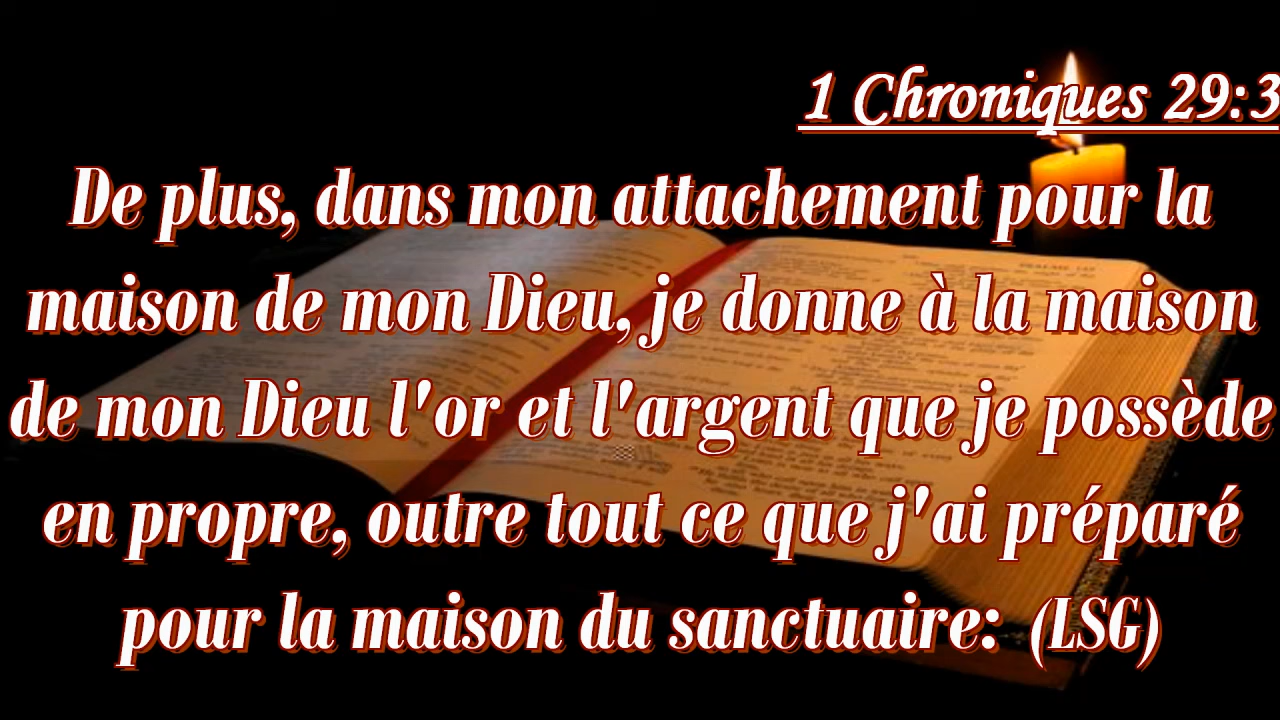 1 Chroniques 29:3
De plus, dans mon attachement pour la
maison de mon Dieu, je donne à la maison
de mon Dieu l'or et l'argent que je possède
en propre, outre tout ce que j'ai préparé
pour la maison du sanctuaire: (LSG)